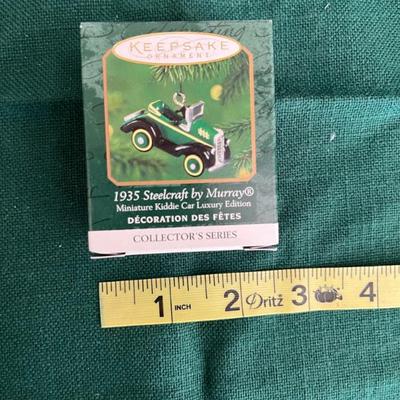 KEEPSAKE
ORNAMENT
1935 Steelcraft by Murray®
Miniature Kiddie Car Luxury Edition
DÉCORATION DES FÊTES
COLLECTOR'S SERIES
1 INCH 2 Dritz 3 4